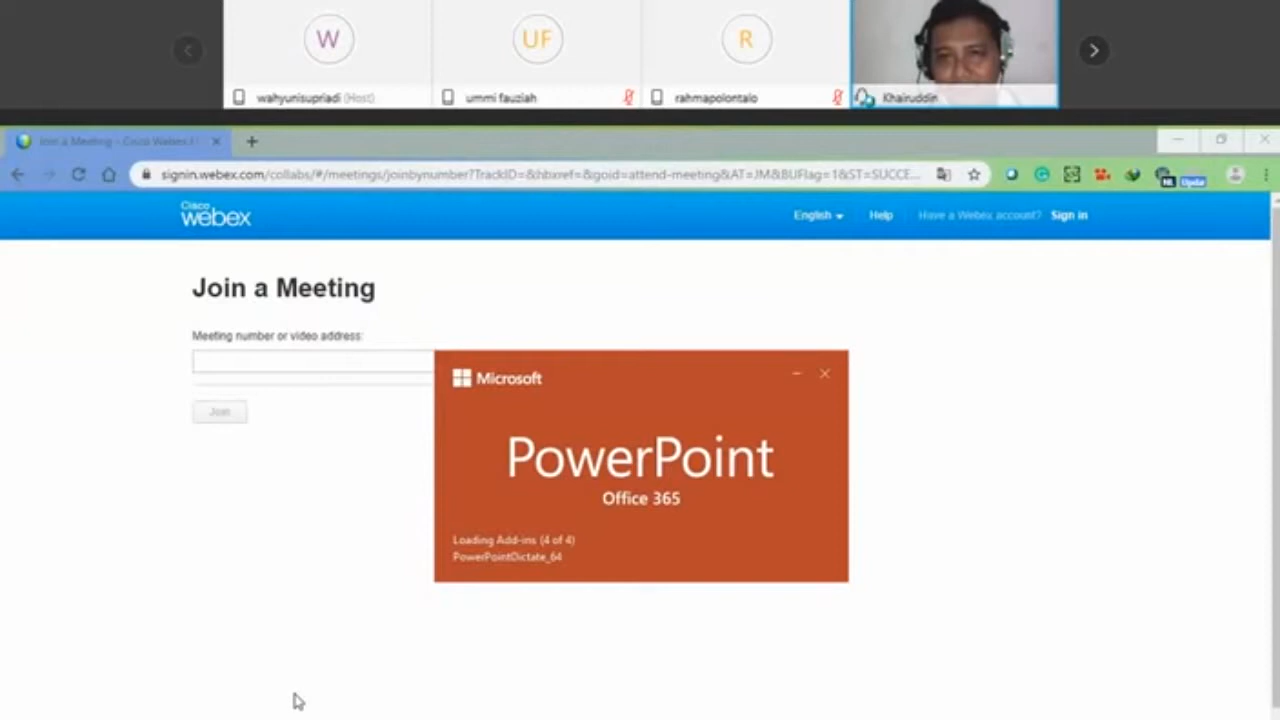 W
UF
R
wahyunisupriadi (Host)
ummi fauziah
rahmapolontalo
Khairuddin
Join a Meeting - Cisco Webex
signin.webex.com/collabs/#/meetings/joinbynumber?TrackID=&hbxref=&goid=attend-meeting&AT=JM&BUFlag=1&ST=SUCCE...
Cisco
webex
English
Help
Have a Webex account? Sign in
Join a Meeting
Meeting number or video address:
Join
Microsoft
PowerPoint
Office 365
Loading Add-ins (4 of 4)
PowerPointDictate_64